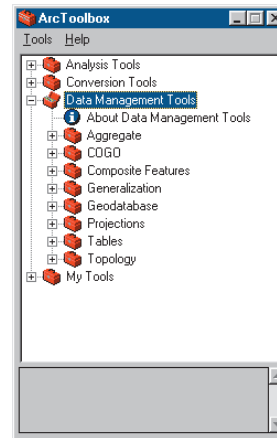 ArcToolbox
Tools Help
Analysis Tools
Conversion Tools
Data Management Tools
About Data Management Tools
Aggregate
COGO
Composite Features
Generalization
Geodatabase
Projections
Tables
Topology
My Tools